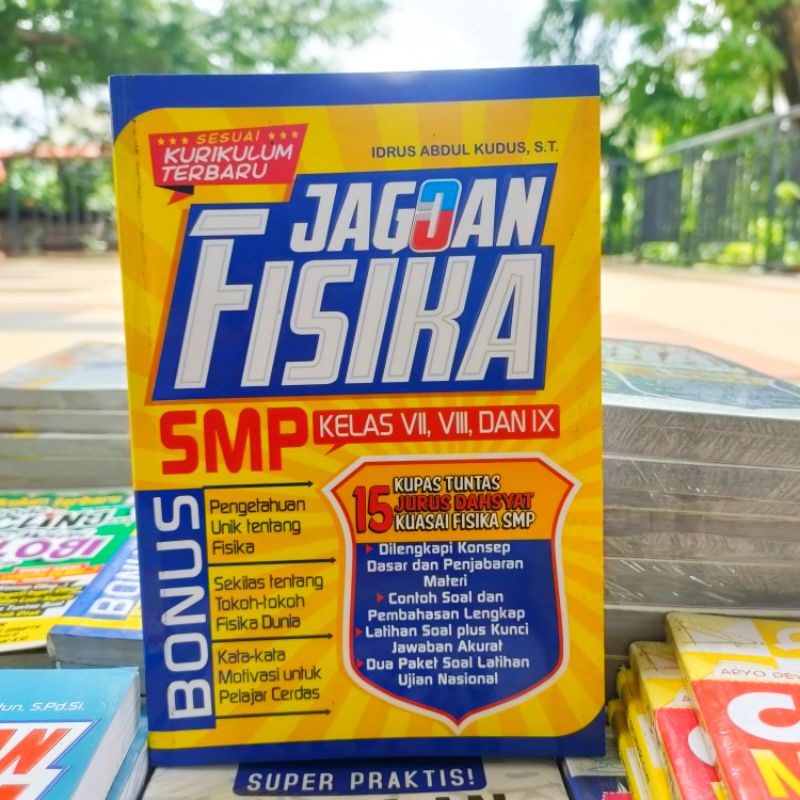 SESUAI
KURIKULUM
TERBARU
IDRUS ABDUL KUDUS, S.T.
JAGOAN
FISIKA
SMP
KELAS VII, VIII, DAN IX
BONUS
Pengetahuan
Unik tentang
Fisika
Sekilas tentang
Tokoh-tokoh
Fisika Dunia
Kata-kata
Motivasi untuk
Pelajar Cerdas
15
KUPAS TUNTAS
JURUS DAHSYAT
KUASAI FISIKA SMP
Dilengkapi Konsep
Dasar dan Penjabaran
Materi
Contoh Soal dan
Pembahasan Lengkap
Latihan Soal plus Kunci
Jawaban Akurat
Dua Paket Soal Latihan
Ujian Nasional
BONUS
S.Pd.Si.
SUPER PRAKTIS!